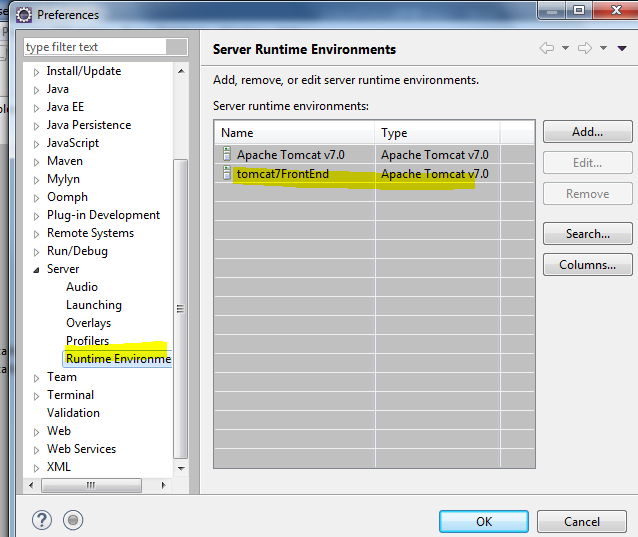 Preferences
type filter text
Install/Update
Java
Java EE
Java Persistence
JavaScript
Maven
Mylyn
Oomph
Plug-in Development
Remote Systems
Run/Debug
Server
Audio
Launching
Overlays
Profilers
Runtime Environme
Team
Terminal
Validation
Web
Web Services
XML
Server Runtime Environments
Add, remove, or edit server runtime environments.
Server runtime environments:
Name Type
Apache Tomcat v7.0 Apache Tomcat v7.0
tomcat7FrontEnd Apache Tomcat v7.0
Add...
Edit...
Remove
Search...
Columns...
OK Cancel